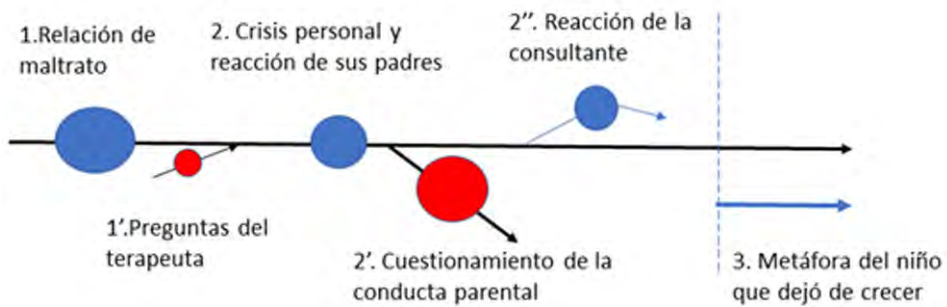 1.Relación de
maltrato
2. Crisis personal y
reacción de sus padres
2’’. Reacción de la
consultante
1’.Preguntas del
terapeuta
2’. Cuestionamiento de la
conducta parental
3. Metáfora del niño
que dejó de crecer